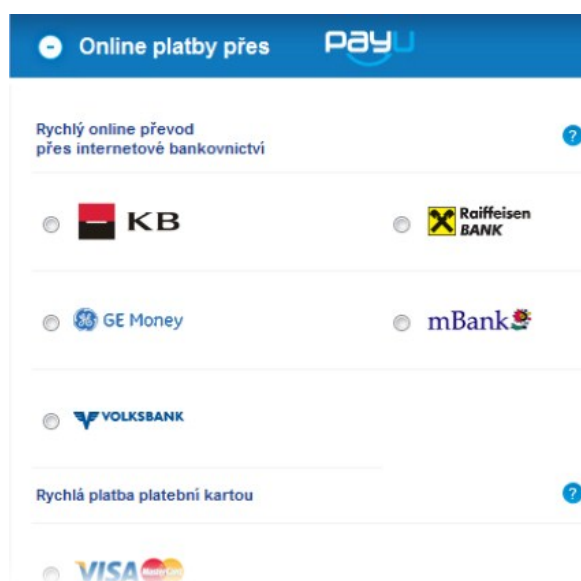 Online platby přes
PayU
Rychlý online převod
přes internetové bankovnictví
?
KB
Raiffeisen
BANK
GE Money
mBank
VOLKSBANK
Rychlá platba platební kartou
?
VISA MasterCard